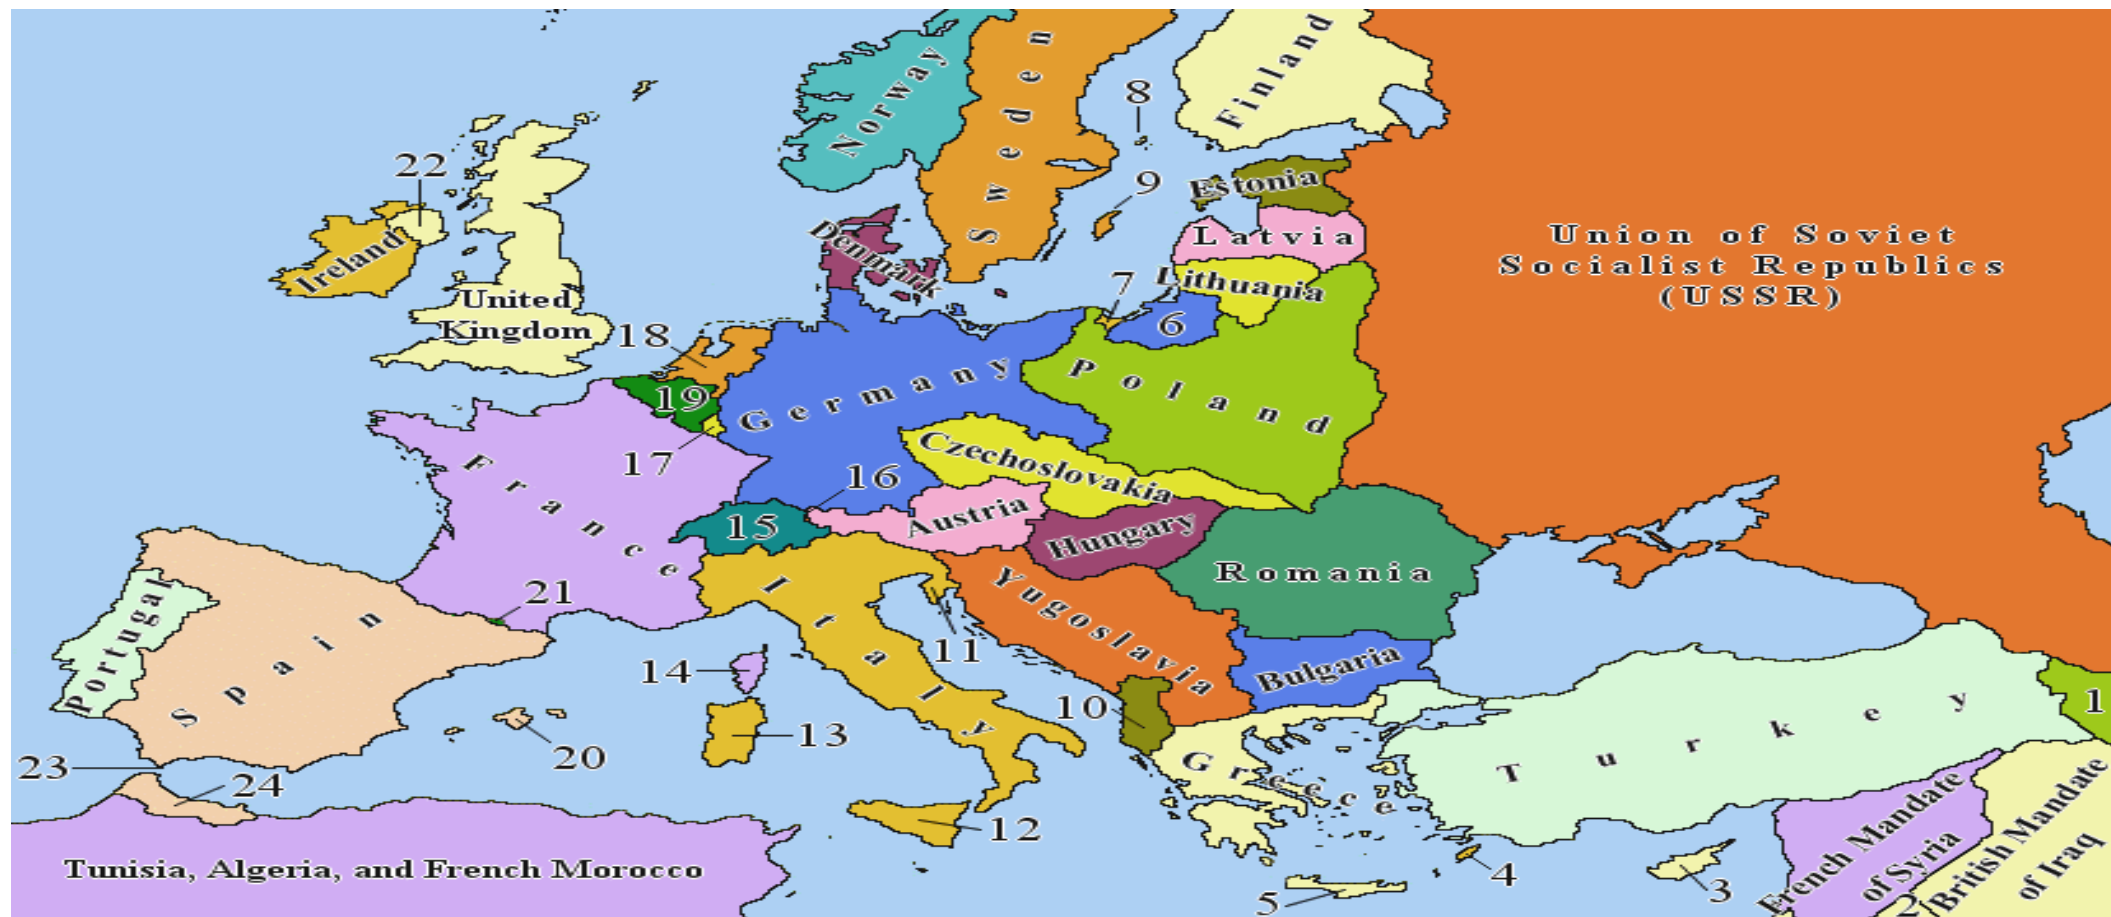 Norway
Sweden
Finland
8
22
9
Estonia
Ireland
Denmark
Latvia
Union of Soviet
Socialist Republics
(USSR)
United
Kingdom
7
Lithuania
18
6
Germany
Poland
19
17
France
Czechoslovakia
16
15
Austria
Hungary
Romania
21
Italy
Yugoslavia
11
Portugal
Spain
14
Bulgaria
10
13
20
Greece
Turkey
1
23
24
12
Tunisia, Algeria, and French Morocco
5
4
3
French Mandate
of Syria
2
British Mandate
of Iraq